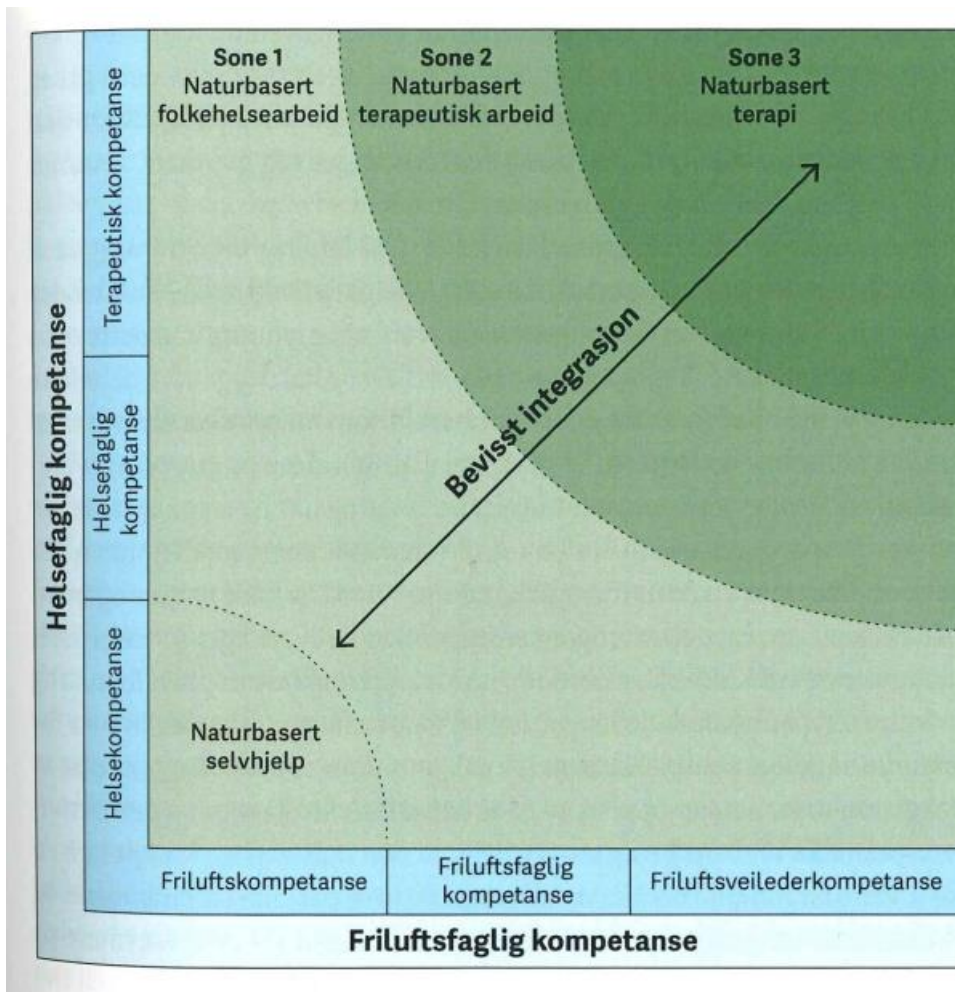 Sone 1
Naturbasert
folkehelsearbeid
Sone 2
Naturbasert
terapeutisk arbeid
Sone 3
Naturbasert
terapi
Helsefaglig kompetanse
Terapeutisk kompetanse
Helsefaglig
kompetanse
Helsekompetanse
Bevisst integrasjon
Naturbasert
selvhjelp
Friluftskompetanse
Friluftsfaglig
kompetanse
Friluftsveilederkompetanse
Friluftsfaglig kompetanse